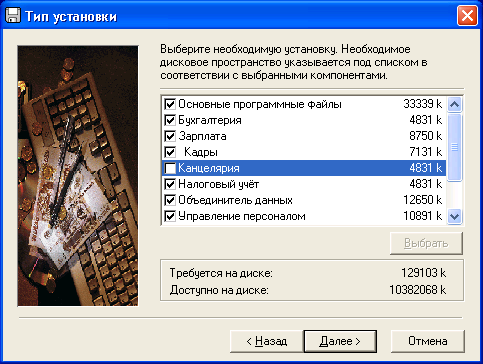 Тип установки
Выберите необходимую установку. Необходимое
дисковое пространство указывается под списком в
соответствии с выбранными компонентами.
Основные программные файлы 33339 k
Бухгалтерия 4831 k
Зарплата 8750 k
Кадры 7131 k
Канцелярия 4831 k
Налоговый учёт 4831 k
Объединитель данных 12650 k
Управление персоналом 10891 k
Выбрать
Требуется на диске: 129103 k
Доступно на диске: 10382068 k
< Назад
Далее >
Отмена